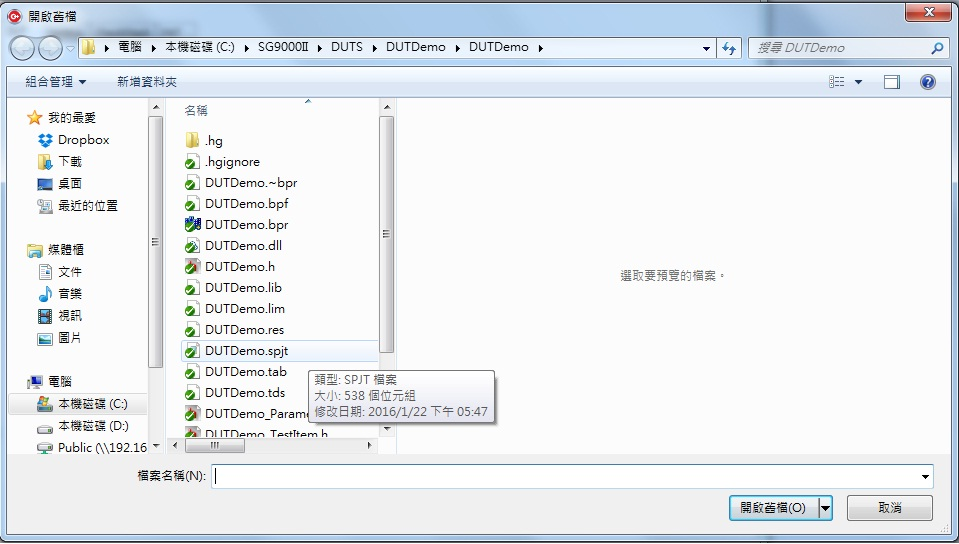 開啟舊檔
電腦 本機磁碟 (C:) SG9000II DUTS DUTDemo DUTDemo
搜尋 DUTDemo
組合管理 新增資料夾
我的最愛
Dropbox
下載
桌面
最近的位置
媒體櫃
文件
音樂
視訊
圖片
電腦
本機磁碟 (C:)
本機磁碟 (D:)
Public (\\192.16
名稱
.hg
.hgignore
DUTDemo.~bpr
DUTDemo.bpf
DUTDemo.bpr
DUTDemo.dll
DUTDemo.h
DUTDemo.lib
DUTDemo.lim
DUTDemo.res
DUTDemo.spjt
DUTDemo.tab
DUTDemo.tds
DUTDemo_Parame
DUTDemo_TestItem.h
類型: SPJT 檔案
大小: 538 個位元組
修改日期: 2016/1/22 下午 05:47
選取要預覽的檔案。
檔案名稱(N):
開啟舊檔(O) 取消